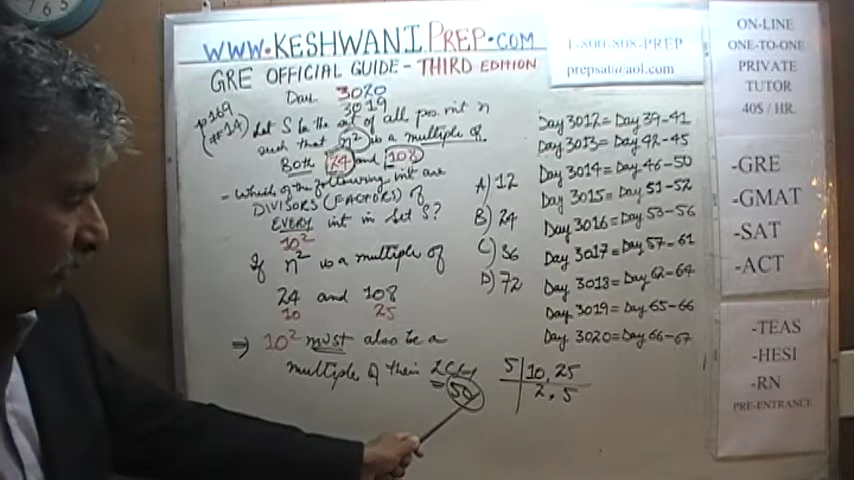 WWW.KESHWANIPREP.COM
GRE OFFICIAL GUIDE - THIRD EDITION
Day 3020
3019
p169
(#19) Let S be the set of all pos. int n
such that n² is a multiple of
Both 24 and 108
- Which of the following int are
DIVISORS (FACTORS) of
EVERY int in Set S?
10²
If n² is a multiple of
24 and 108
10 25
⇒ 10² must also be a
multiple of their LCM
= 50
5 | 10, 25
2, 5
A) 12
B) 24
C) 36
D) 72
Day 3012 = Day 39-41
Day 3013 = Day 42-45
Day 3014 = Day 46-50
Day 3015 = Day 51-52
Day 3016 = Day 53-56
Day 3017 = Day 57=61
Day 3018 = Day 62-64
Day 3019 = Day 65-66
Day 3020 = Day 66-67
1-800-808-PREP
prepsat@aol.com
ON-LINE
ONE-TO-ONE
PRIVATE
TUTOR
40$ / HR.
-GRE
-GMAT
-SAT
-ACT
-TEAS
-HESI
-RN
PRE-ENTRANCE